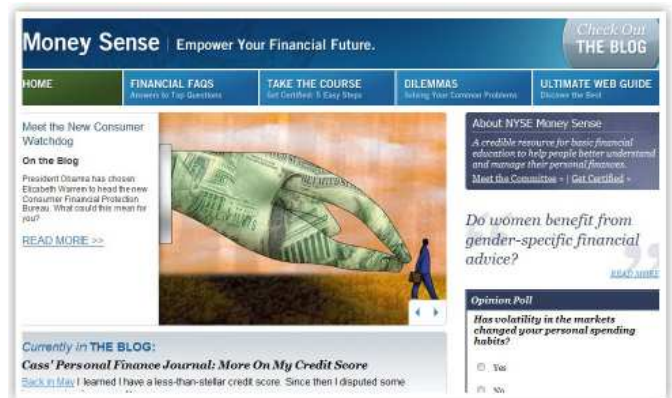 Money Sense | Empower Your Financial Future.
Check Out
THE BLOG
HOME
FINANCIAL FAQS
Answers to Top Questions
TAKE THE COURSE
Get Certified: 5 Easy Steps
DILEMMAS
Solving Your Common Problems
ULTIMATE WEB GUIDE
Discover the Best
Meet the New Consumer
Watchdog
On the Blog
President Obama has chosen
Elizabeth Warren to head the new
Consumer Financial Protection
Bureau. What could this mean for
you?
READ MORE >>
About NYSE Money Sense
A credible resource for basic financial
education to help people better understand
and manage their personal finances.
Meet the Committee » | Get Certified »
Do women benefit from
gender-specific financial
advice?
READ MORE
Opinion Poll
Has volatility in the markets
changed your personal spending
habits?
Yes
No
Currently in THE BLOG:
Cass' Personal Finance Journal: More On My Credit Score
Back in May I learned I have a less-than-stellar credit score. Since then I disputed some